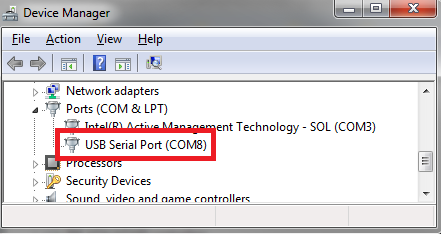 Device Manager
File Action View Help
Network adapters
Ports (COM & LPT)
Intel(R) Active Management Technology - SOL (COM3)
USB Serial Port (COM8)
Processors
Security Devices
Sound, video and game controllers